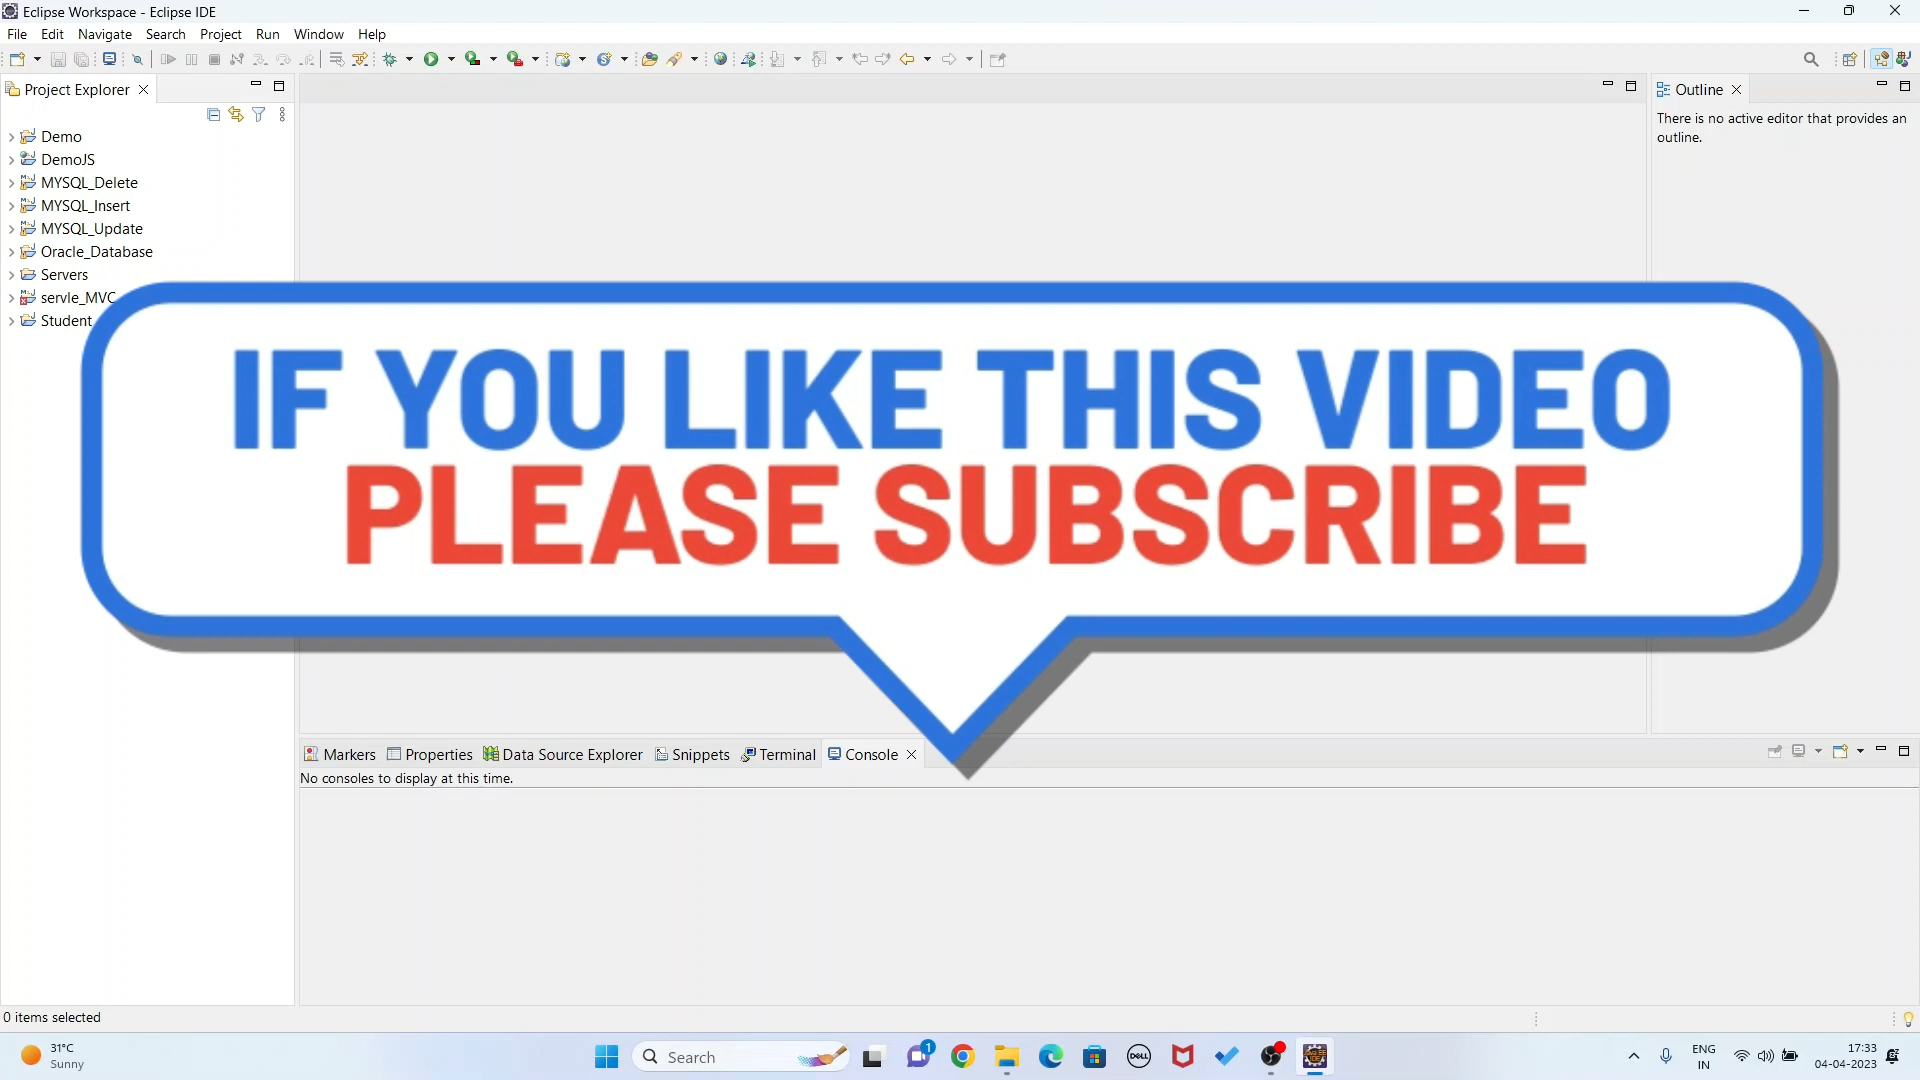 Eclipse Workspace - Eclipse IDE
File Edit Navigate Search Project Run Window Help
Project Explorer
Outline
There is no active editor that provides an
outline.
Demo
DemoJS
MYSQL_Delete
MYSQL_Insert
MYSQL_Update
Oracle_Database
Servers
servle_MVC
Student
IF YOU LIKE THIS VIDEO
PLEASE SUBSCRIBE
Markers Properties Data Source Explorer Snippets Terminal Console
No consoles to display at this time.
0 items selected
31°C
Sunny
Search
1
DELL
ENG
IN
17:33
04-04-2023